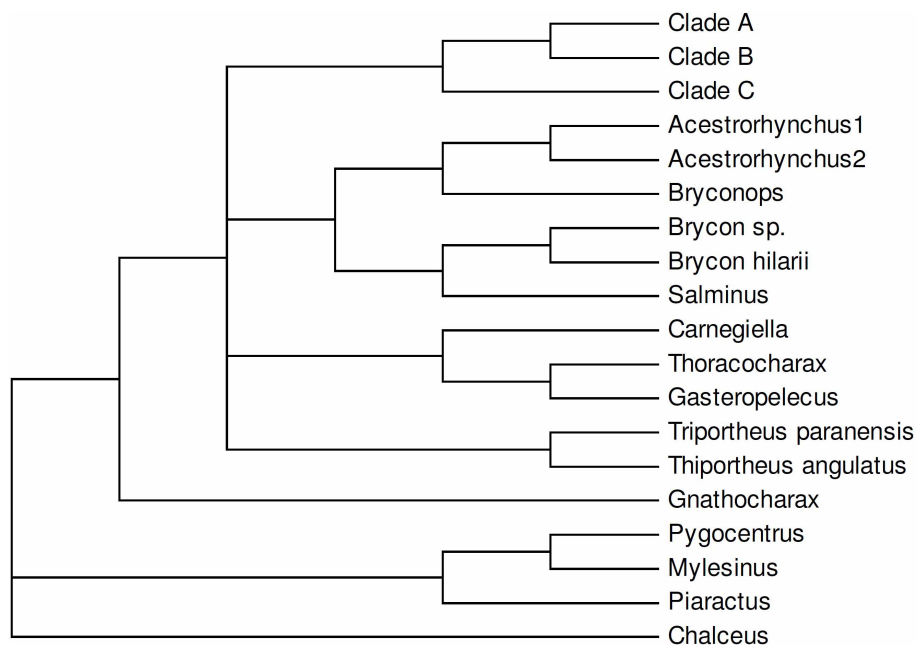 Clade A
Clade B
Clade C
Acestrorhynchus1
Acestrorhynchus2
Bryconops
Brycon sp.
Brycon hilarii
Salminus
Carnegiella
Thoracocharax
Gasteropelecus
Triportheus paranensis
Thiportheus angulatus
Gnathocharax
Pygocentrus
Mylesinus
Piaractus
Chalceus